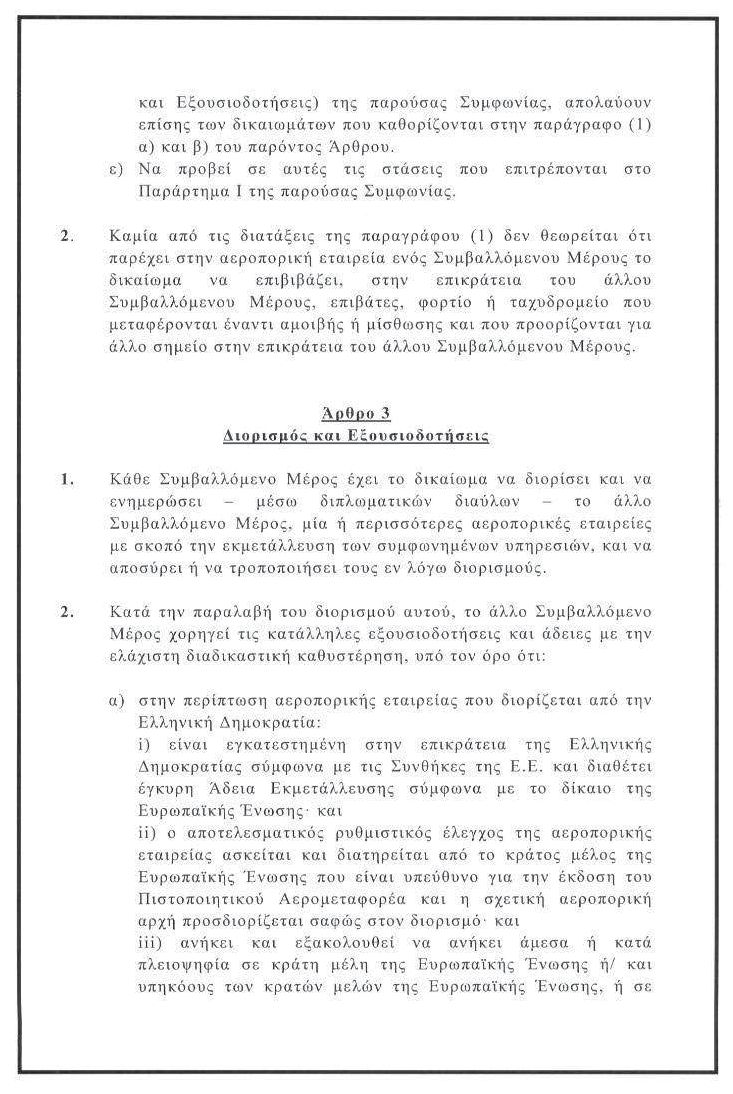 και Εξουσιοδοτήσεις) της παρούσας Συμφωνίας, απολαύουν
επίσης των δικαιωμάτων που καθορίζονται στην παράγραφο (1)
α) και β) του παρόντος Άρθρου.
ε) Να προβεί σε αυτές τις στάσεις που επιτρέπονται στο
Παράρτημα Ι της παρούσας Συμφωνίας.
2. Καμία από τις διατάξεις της παραγράφου (1) δεν θεωρείται ότι
παρέχει στην αεροπορική εταιρεία ενός Συμβαλλόμενου Μέρους το
δικαίωμα να επιβιβάζει, στην επικράτεια του άλλου
Συμβαλλόμενου Μέρους, επιβάτες, φορτίο ή ταχυδρομείο που
μεταφέρονται έναντι αμοιβής ή μίσθωσης και που προορίζονται για
άλλο σημείο στην επικράτεια του άλλου Συμβαλλόμενου Μέρους.
Άρθρο 3
Διορισμός και Εξουσιοδοτήσεις
1. Κάθε Συμβαλλόμενο Μέρος έχει το δικαίωμα να διορίσει και να
ενημερώσει – μέσω διπλωματικών διαύλων – το άλλο
Συμβαλλόμενο Μέρος, μία ή περισσότερες αεροπορικές εταιρείες
με σκοπό την εκμετάλλευση των συμφωνημένων υπηρεσιών, και να
αποσύρει ή να τροποποιήσει τους εν λόγω διορισμούς.
2. Κατά την παραλαβή του διορισμού αυτού, το άλλο Συμβαλλόμενο
Μέρος χορηγεί τις κατάλληλες εξουσιοδοτήσεις και άδειες με την
ελάχιστη διαδικαστική καθυστέρηση, υπό τον όρο ότι:
α) στην περίπτωση αεροπορικής εταιρείας που διορίζεται από την
Ελληνική Δημοκρατία:
i) είναι εγκατεστημένη στην επικράτεια της Ελληνικής
Δημοκρατίας σύμφωνα με τις Συνθήκες της Ε.Ε. και διαθέτει
έγκυρη Άδεια Εκμετάλλευσης σύμφωνα με το δίκαιο της
Ευρωπαϊκής Ένωσης· και
ii) ο αποτελεσματικός ρυθμιστικός έλεγχος της αεροπορικής
εταιρείας ασκείται και διατηρείται από το κράτος μέλος της
Ευρωπαϊκής Ένωσης που είναι υπεύθυνο για την έκδοση του
Πιστοποιητικού Αερομεταφορέα και η σχετική αεροπορική
αρχή προσδιορίζεται σαφώς στον διορισμό· και
iii) ανήκει και εξακολουθεί να ανήκει άμεσα ή κατά
πλειοψηφία σε κράτη μέλη της Ευρωπαϊκής Ένωσης ή/ και
υπηκόους των κρατών μελών της Ευρωπαϊκής Ένωσης, ή σε